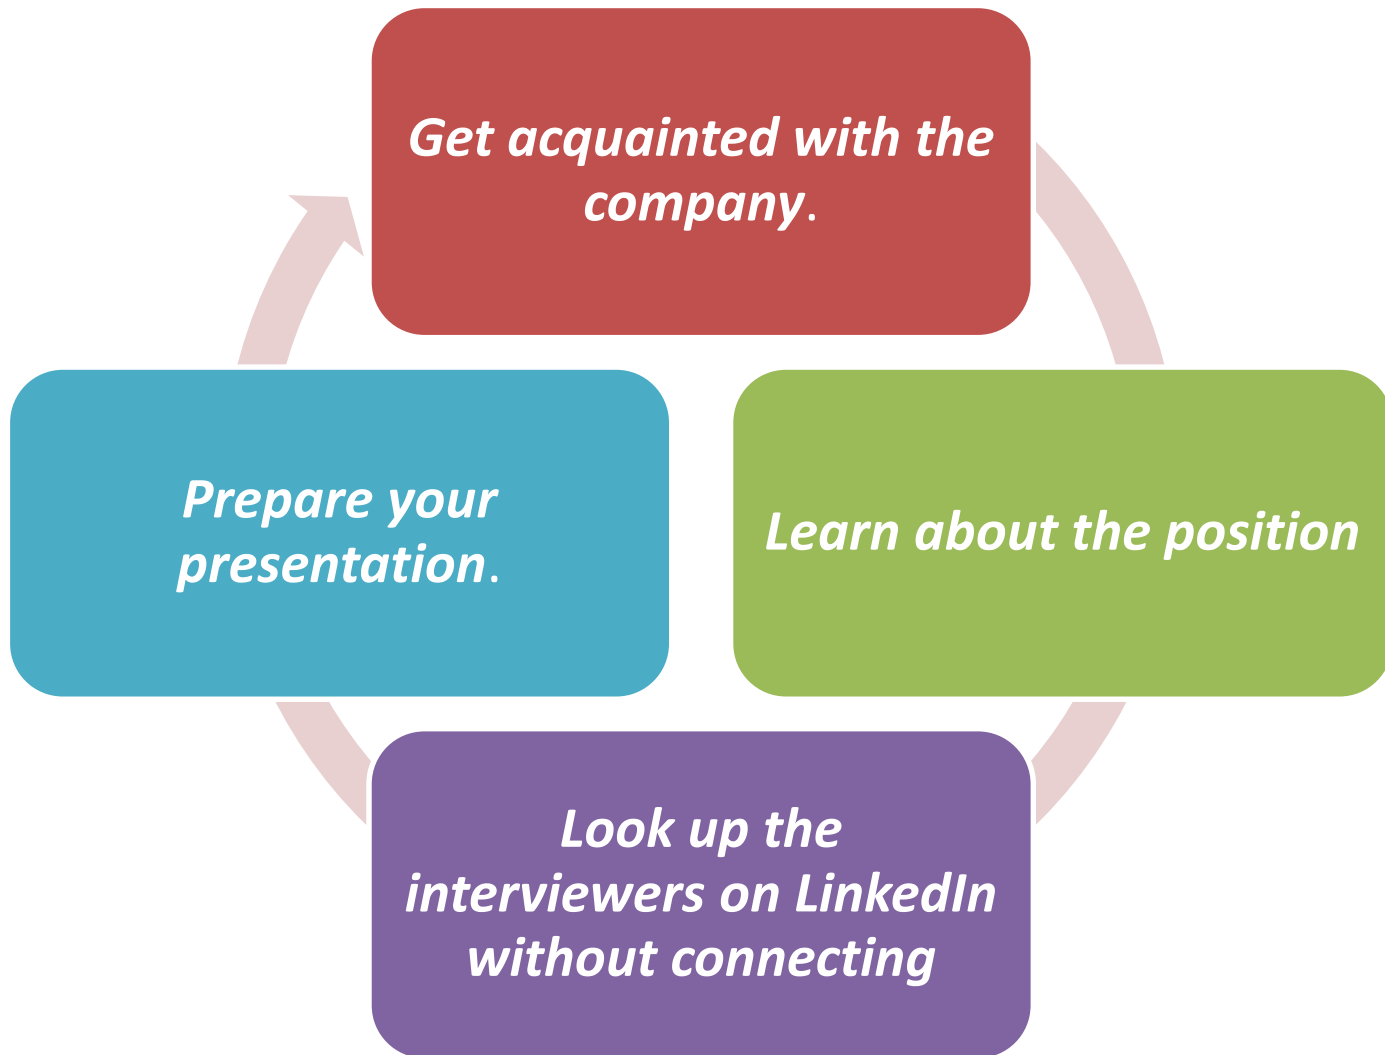 Get acquainted with the
company.
Learn about the position
Look up the
interviewers on LinkedIn
without connecting
Prepare your
presentation.